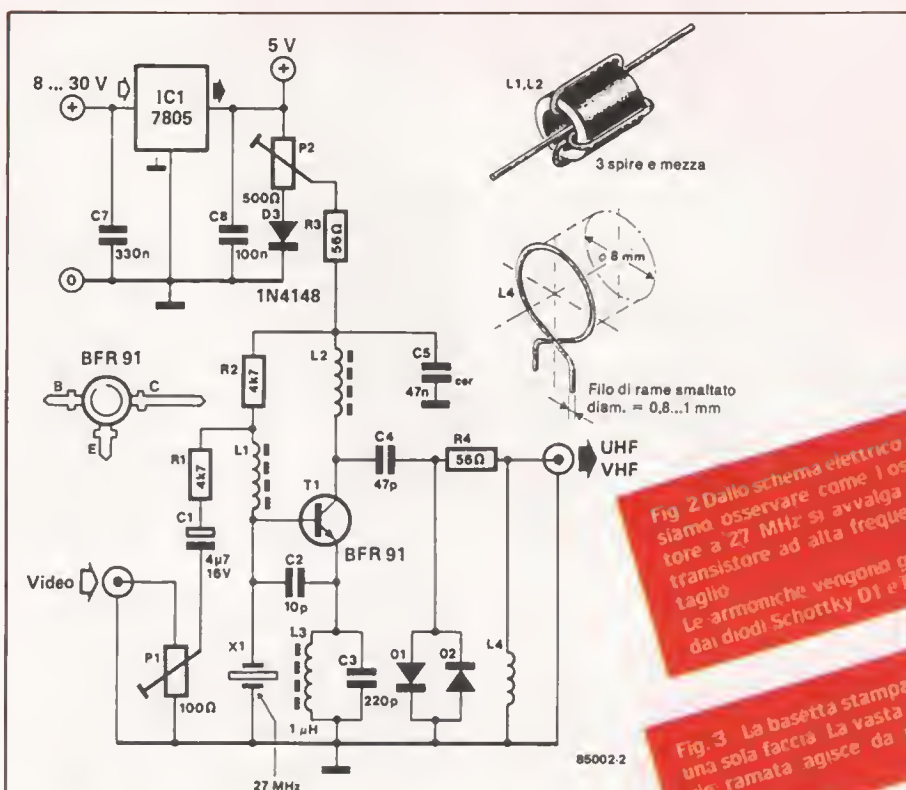 5 V
8 ... 30 V
IC1
7805
P2
500Ω
D3
R3
56Ω
C7
330n
C8
100n
0
1N4148
L1, L2
3 spire e mezza
ø 8 mm
L4
Filo di rame smaltato
diam. = 0,8...1 mm
BFR 91
B
C
E
R2
4k7
L2
C5
47n
cer
R1
4k7
L1
C1
4µ7
16V
T1
BFR 91
C4
47p
R4
56Ω
UHF
VHF
Video
P1
100Ω
C2
10p
X1
27 MHz
L3
1 µH
C3
220p
D1
D2
L4
85002-2
Fig 2 Dallo schema elettrico
siamo osservare come l os
tore a 27 MHz si avvalga
transistore ad alta freque
taglio
Le armoniche vengono g
dai diodi Schottky D1 e
Fig. 3 La basetta stampa
una sola faccia La vasta
ramata agisce da